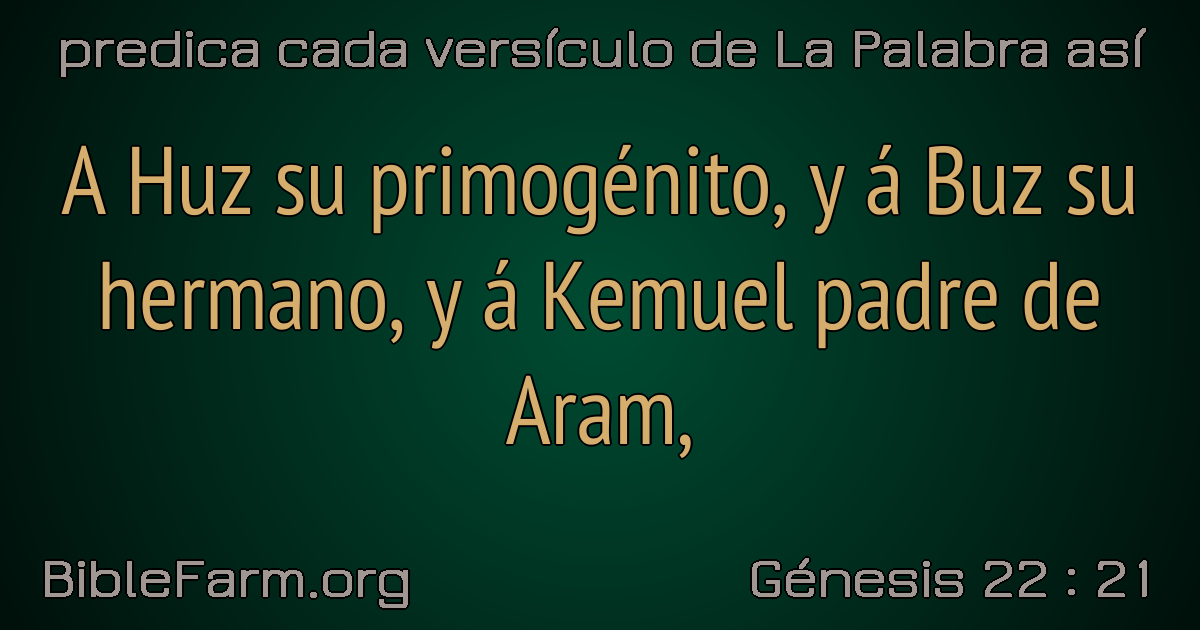 predica cada versículo de La Palabra así
A Huz su primogénito, y á Buz su
hermano, y á Kemuel padre de
Aram,
BibleFarm.org
Génesis 22 : 21